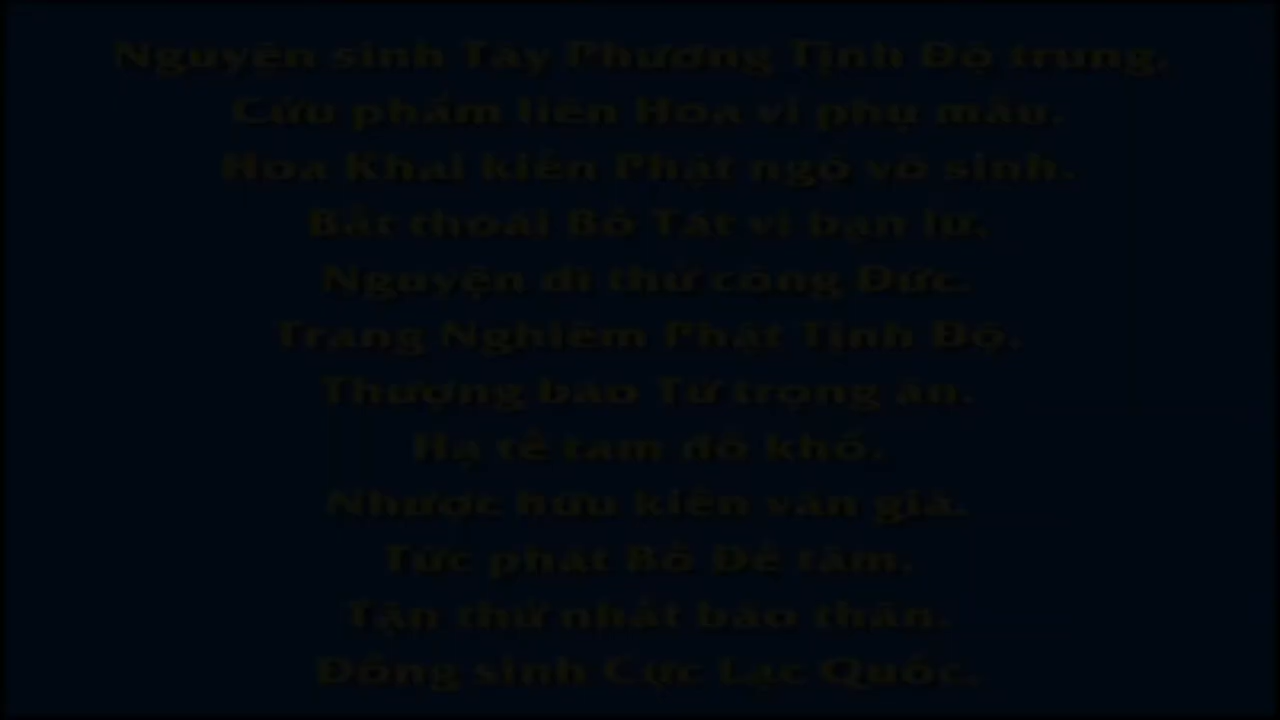 Nguyện sinh Tây Phương Tịnh Độ trung,
Cửu phẩm liên Hoa vi phụ mẫu.
Hoa Khai kiến Phật ngộ vô sinh.
Bất thoái Bồ Tát vi bạn lữ.
Nguyện dĩ thử công Đức.
Trang Nghiêm Phật Tịnh Độ.
Thượng báo Tứ trọng ân.
Hạ tế tam đồ khổ.
Nhược hữu kiến văn giả.
Tức phát Bồ Đề tâm.
Tận thử nhất báo thân.
Đồng sinh Cực Lạc Quốc.